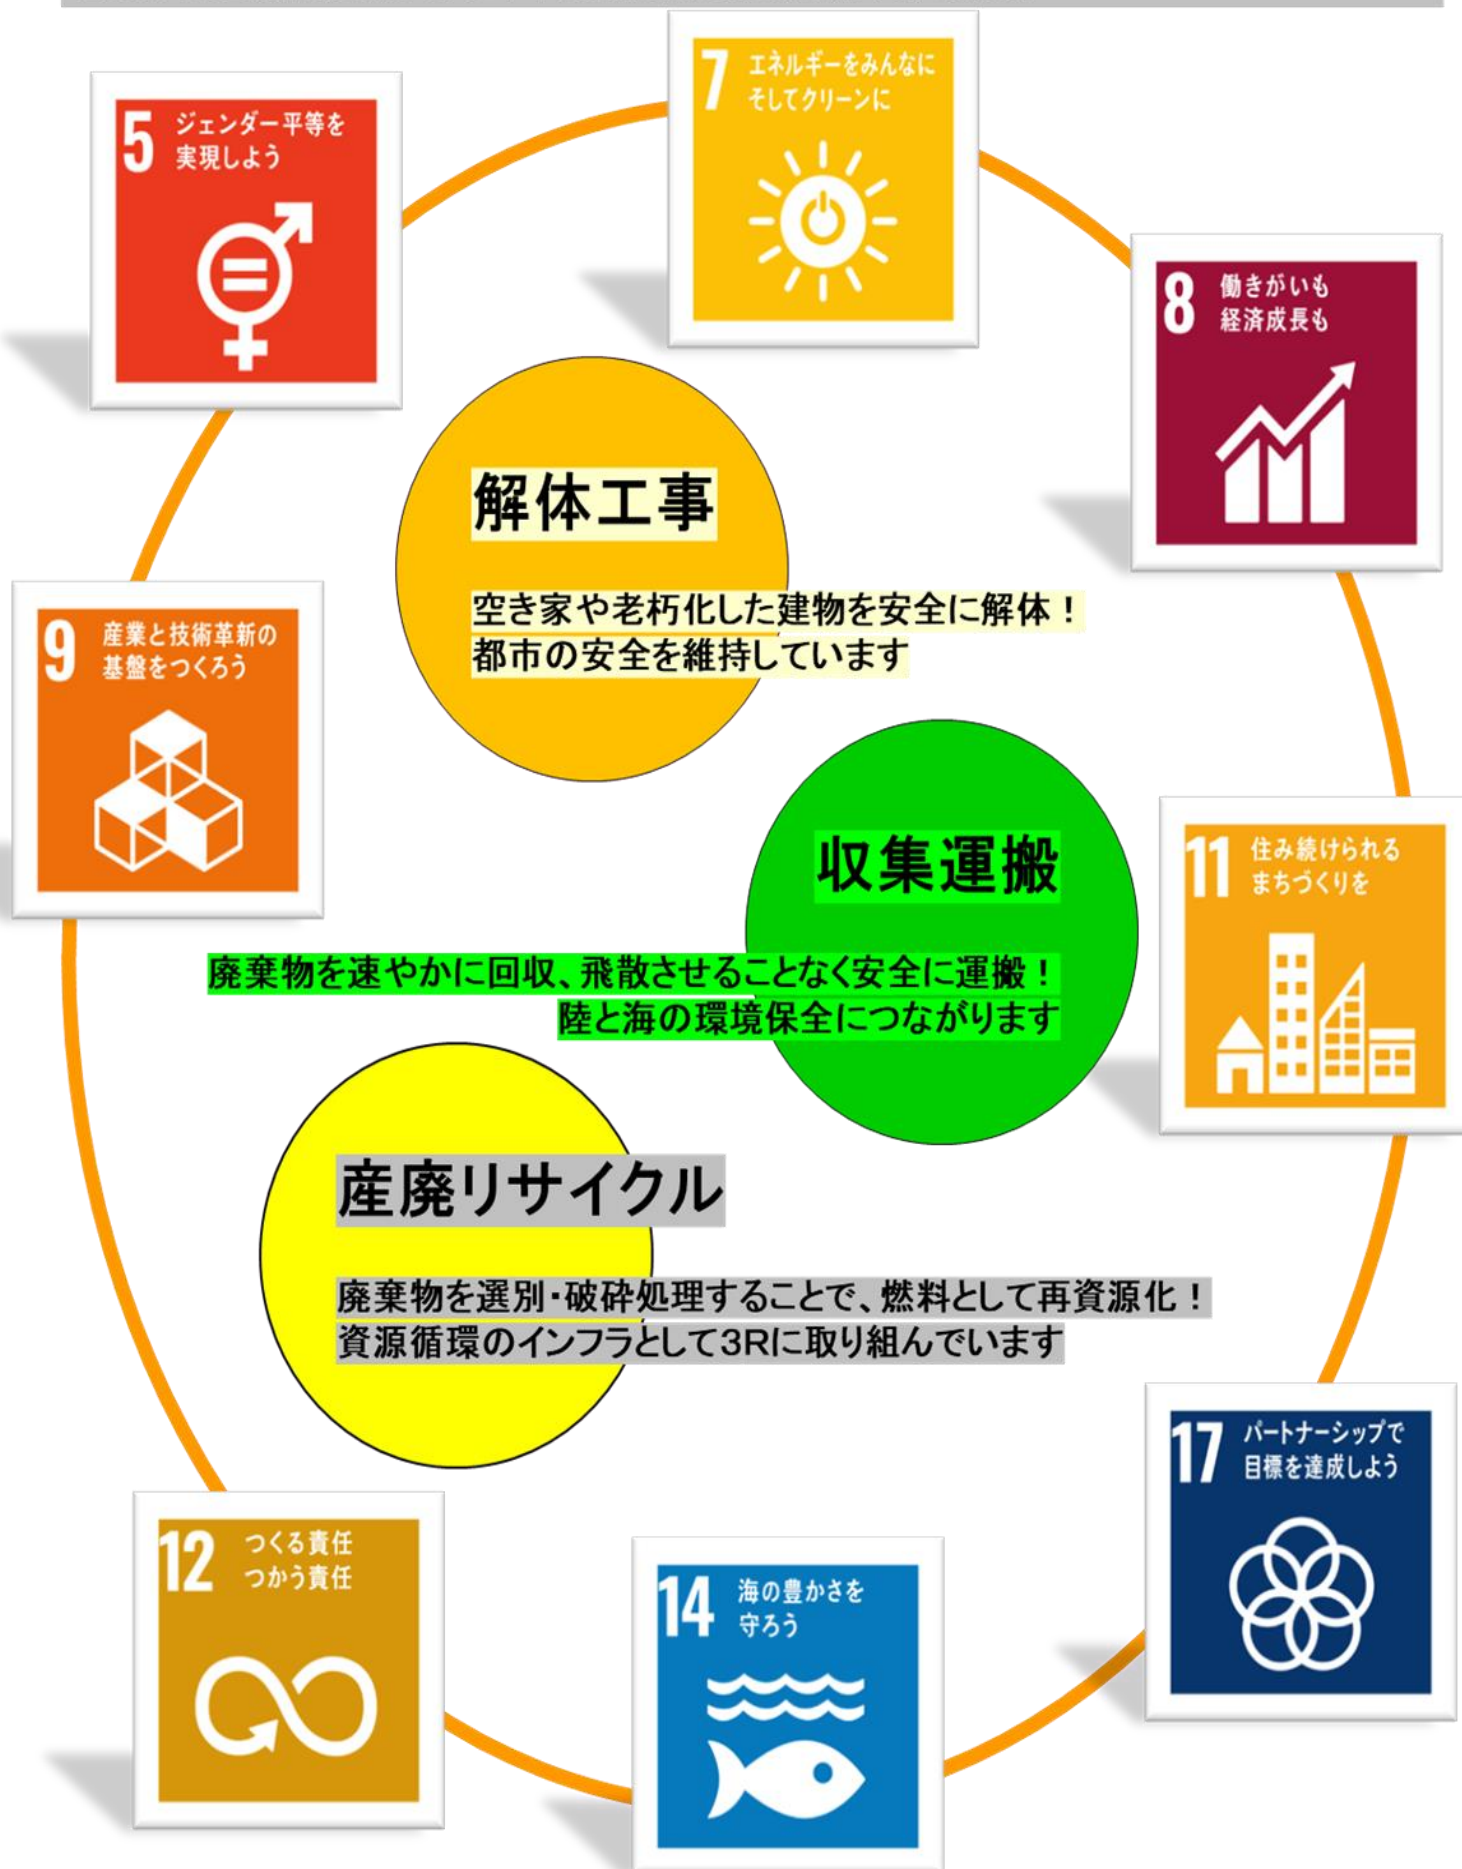 5 ジェンダー平等を
実現しよう
7 エネルギーをみんなに
そしてクリーンに
8 働きがいも
経済成長も
解体工事
空き家や老朽化した建物を安全に解体！
都市の安全を維持しています
9 産業と技術革新の
基盤をつくろう
収集運搬
廃棄物を速やかに回収、飛散させることなく安全に運搬！
陸と海の環境保全につながります
11 住み続けられる
まちづくりを
産廃リサイクル
廃棄物を選別・破砕処理することで、燃料として再資源化！
資源循環のインフラとして3Rに取り組んでいます
17 パートナーシップで
目標を達成しよう
12 つくる責任
つかう責任
14 海の豊かさを
守ろう